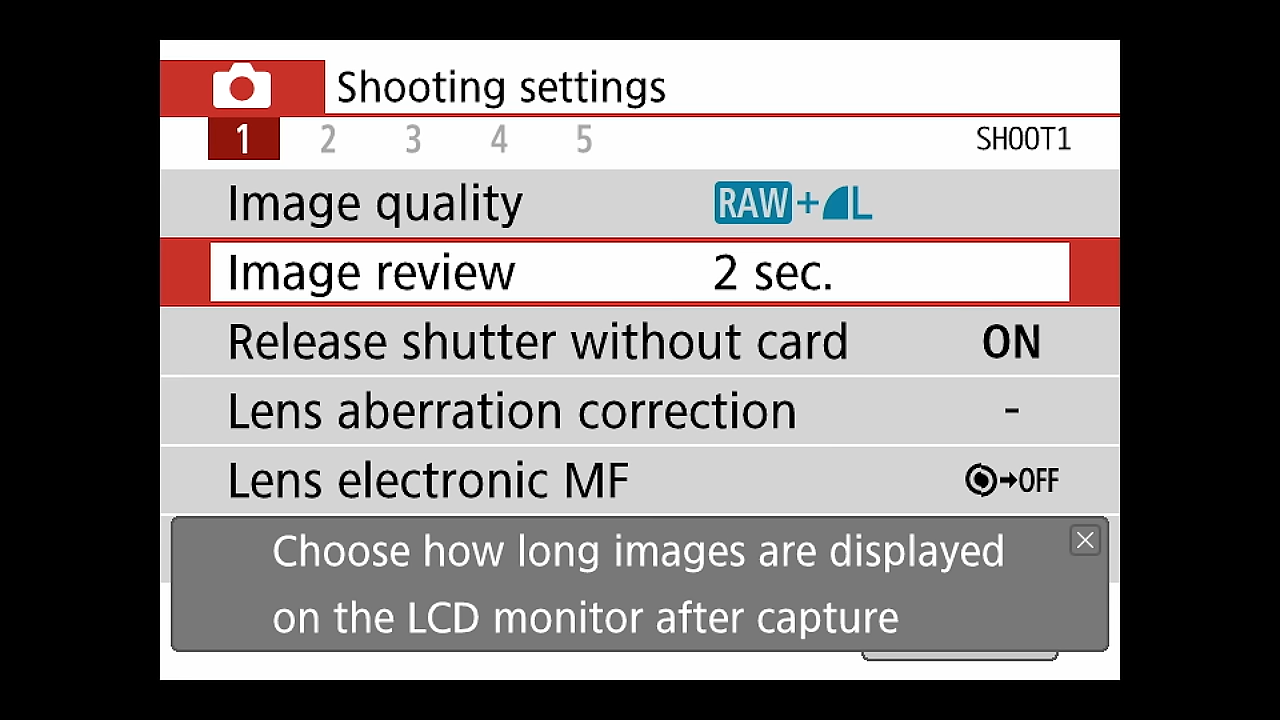 Shooting settings
1 2 3 4 5 SHOOT1
Image quality RAW+L
Image review 2 sec.
Release shutter without card ON
Lens aberration correction -
Lens electronic MF →OFF
Choose how long images are displayed
on the LCD monitor after capture